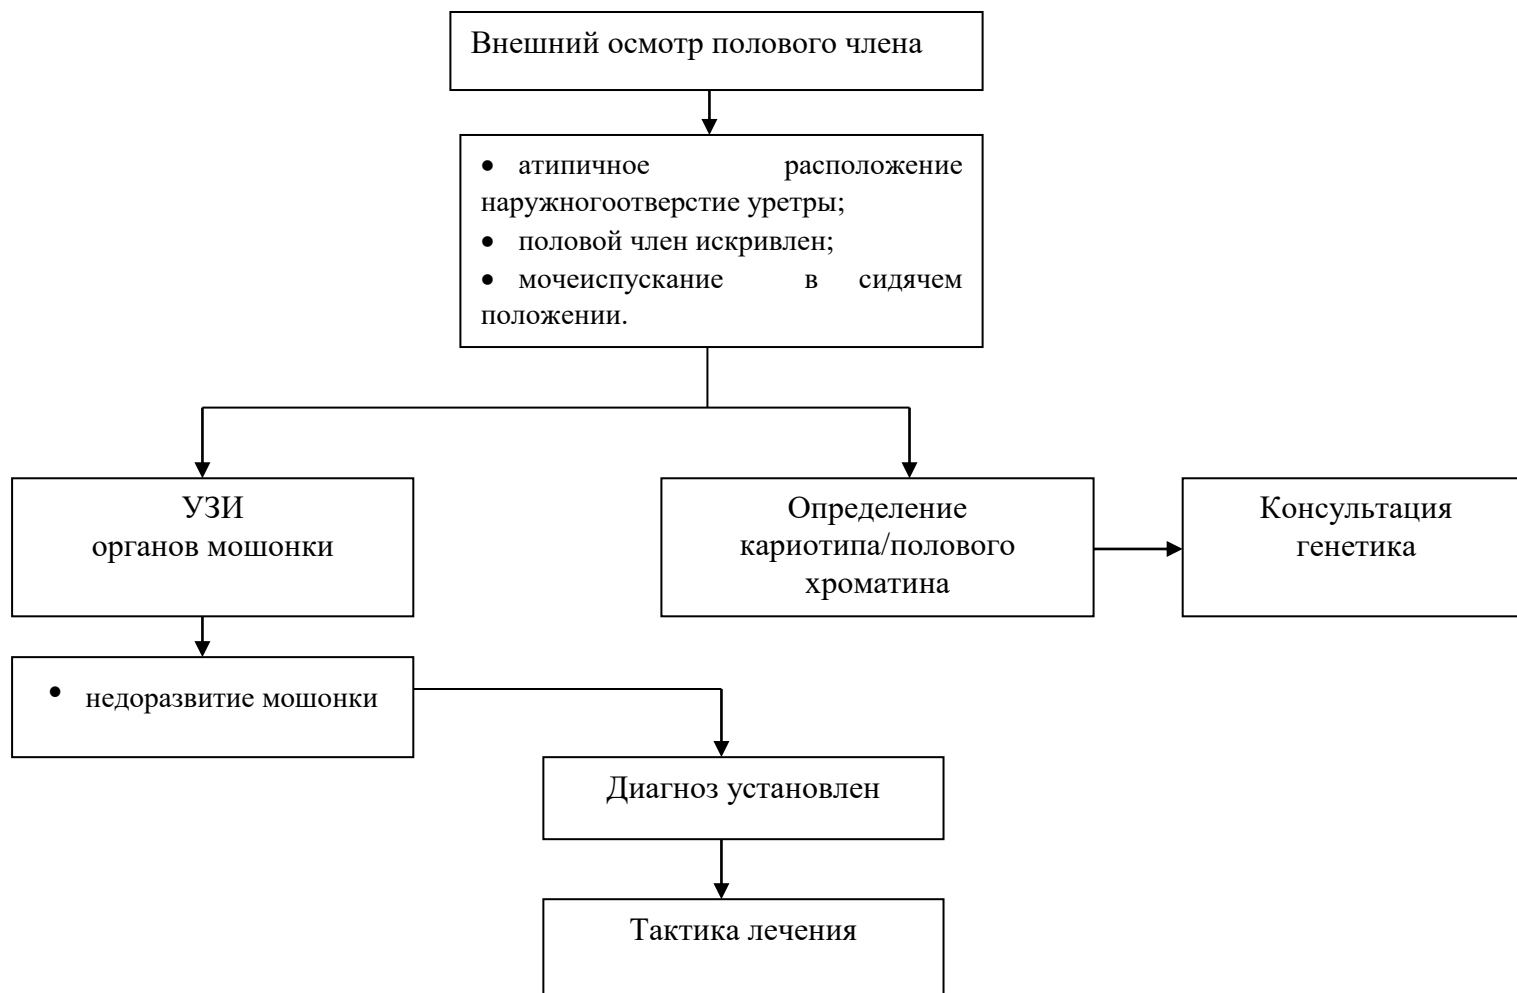 Внешний осмотр полового члена
• атипичное расположение
наружногоотверстие уретры;
• половой член искривлен;
• мочеиспускание в сидячем
положении.
УЗИ
органов мошонки
Определение
кариотипа/полового
хроматина
Консультация
генетика
• недоразвитие мошонки
Диагноз установлен
Тактика лечения